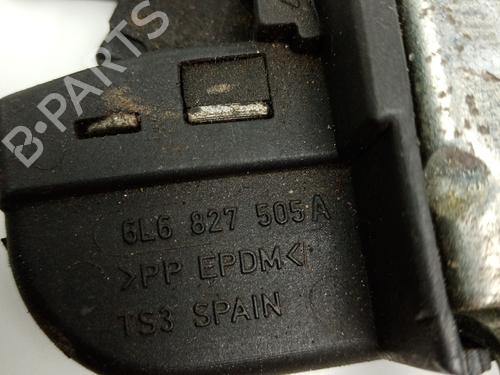 B-PARTS
6L6 827 505 A
>PP EPDM<
TS3 SPAIN